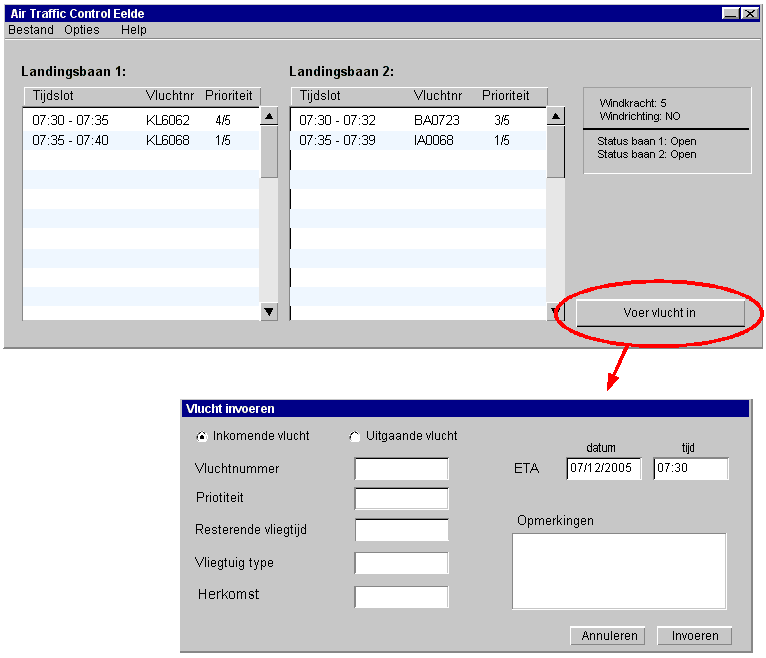 Air Traffic Control Eelde
Bestand Opties Help
Landingsbaan 1:
Tijdslot Vluchtnr Prioriteit
07:30 - 07:35 KL6062 4/5
07:35 - 07:40 KL6068 1/5
Landingsbaan 2:
Tijdslot Vluchtnr Prioriteit
07:30 - 07:32 BA0723 3/5
07:35 - 07:39 IA0068 1/5
Windkracht: 5
Windrichting: NO
Status baan 1: Open
Status baan 2: Open
Voer vlucht in
Vlucht invoeren
Inkomende vlucht Uitgaande vlucht
Vluchtnummer
Priotiteit
Resterende vliegtijd
Vliegtuig type
Herkomst
datum tijd
ETA 07/12/2005 07:30
Opmerkingen
Annuleren Invoeren